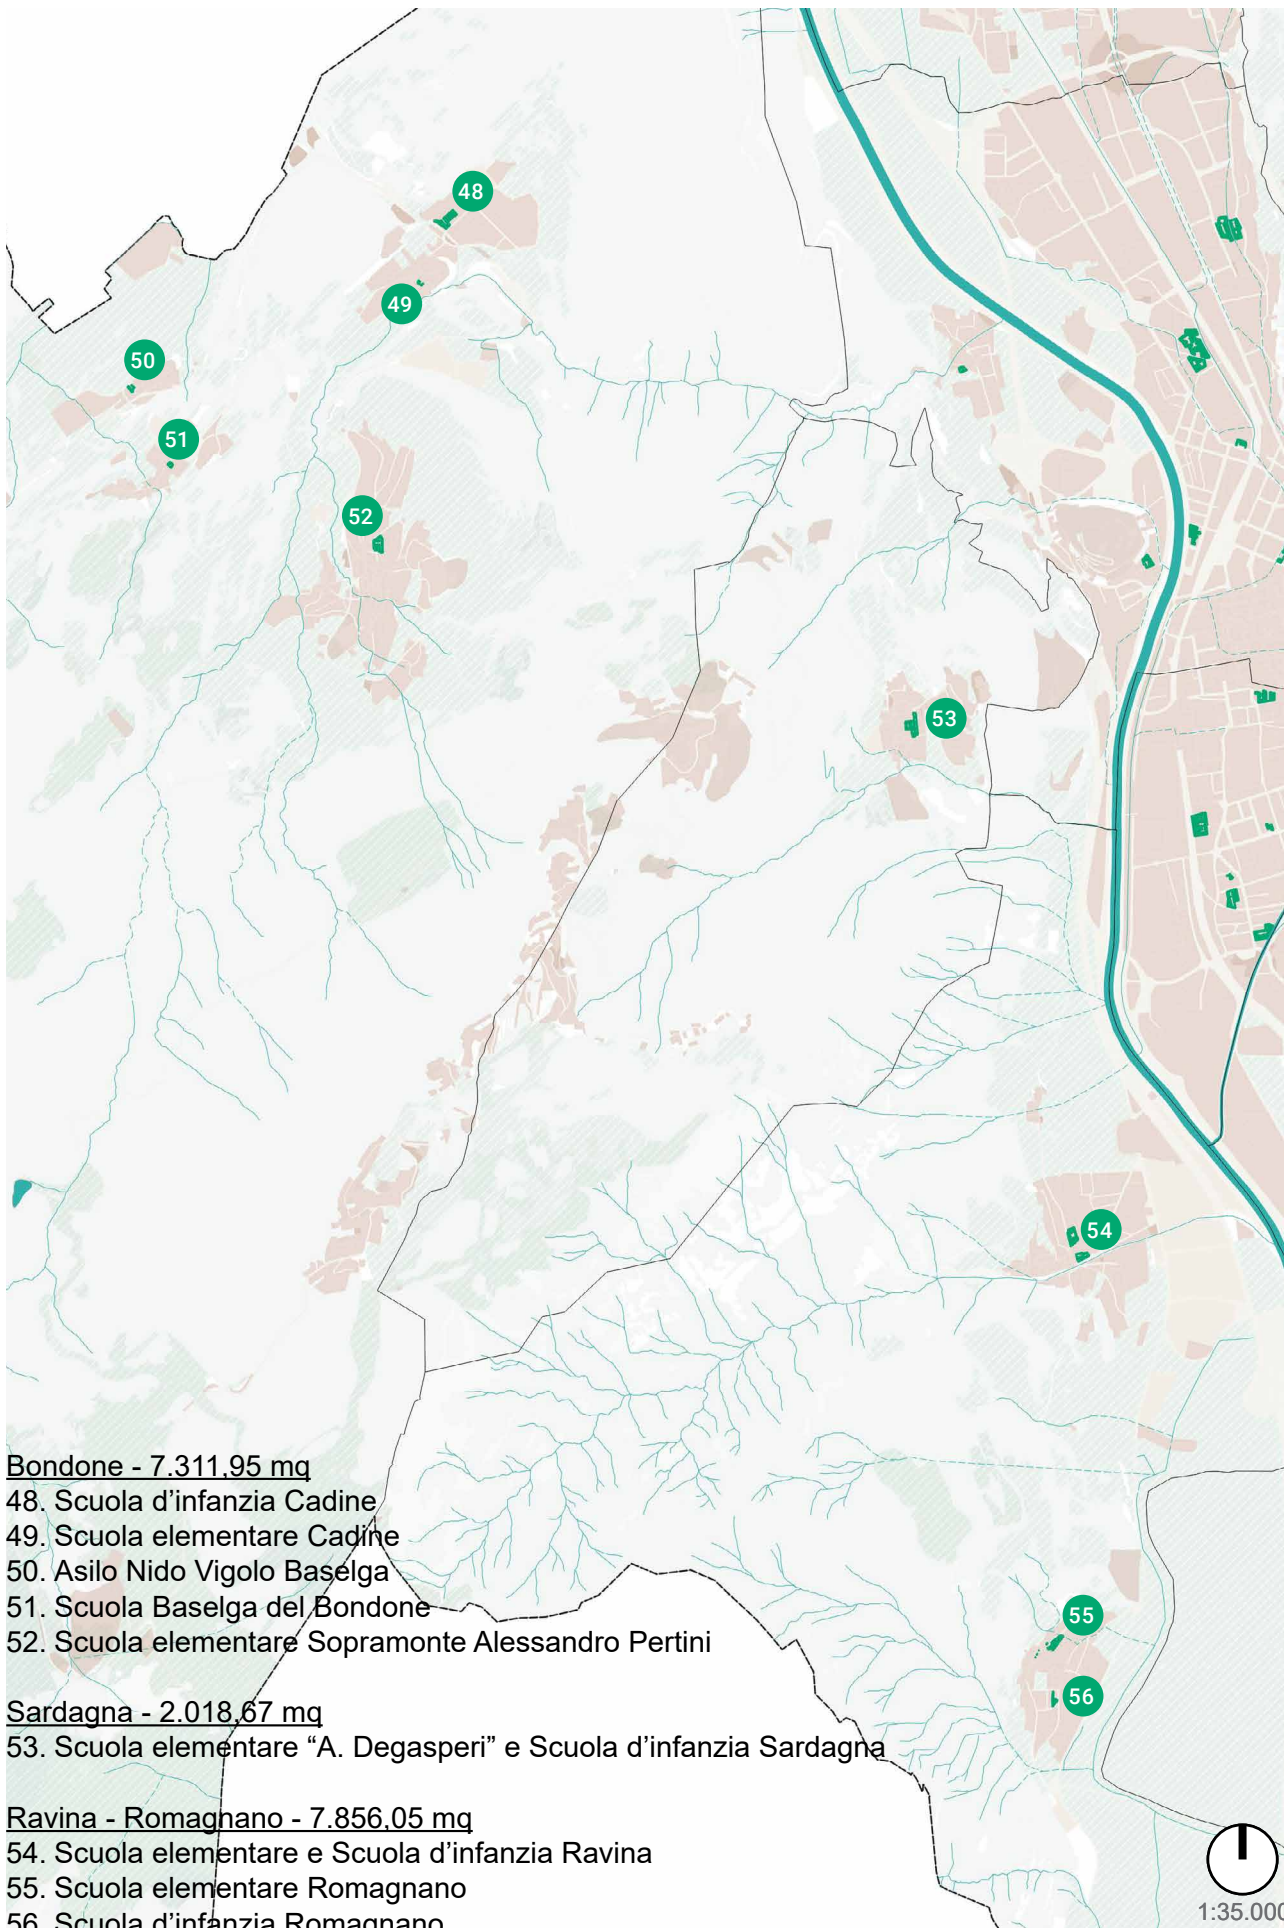 48
49
50
51
52
53
54
55
56
Bondone - 7.311,95 mq
48. Scuola d'infanzia Cadine
49. Scuola elementare Cadine
50. Asilo Nido Vigolo Baselga
51. Scuola Baselga del Bondone
52. Scuola elementare Sopramonte Alessandro Pertini
Sardagna - 2.018,67 mq
53. Scuola elementare “A. Degasperi” e Scuola d'infanzia Sardagna
Ravina - Romagnano - 7.856,05 mq
54. Scuola elementare e Scuola d'infanzia Ravina
55. Scuola elementare Romagnano
56. Scuola d'infanzia Romagnano
1:35.000